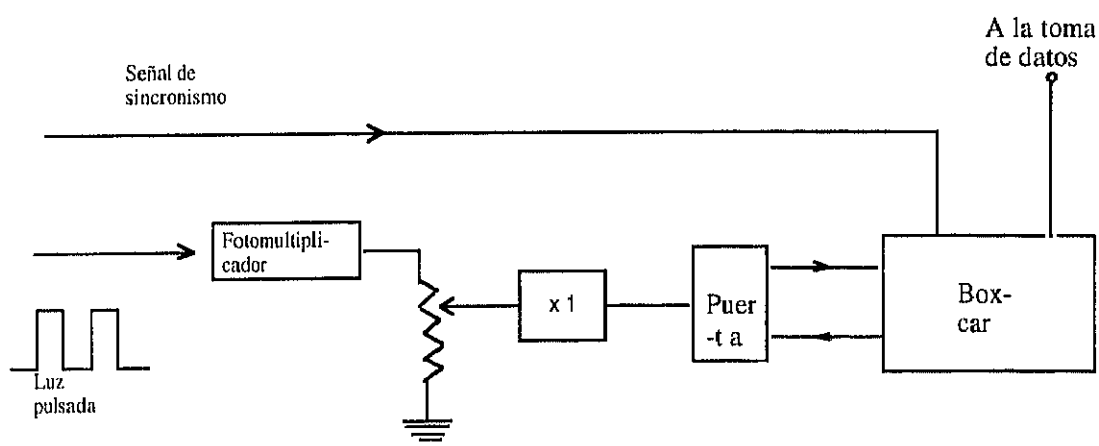 A la toma
de datos
Señal de
sincronismo
Fotomultipli-
cador
x 1
Puer
-t a
Box-
car
Luz
pulsada